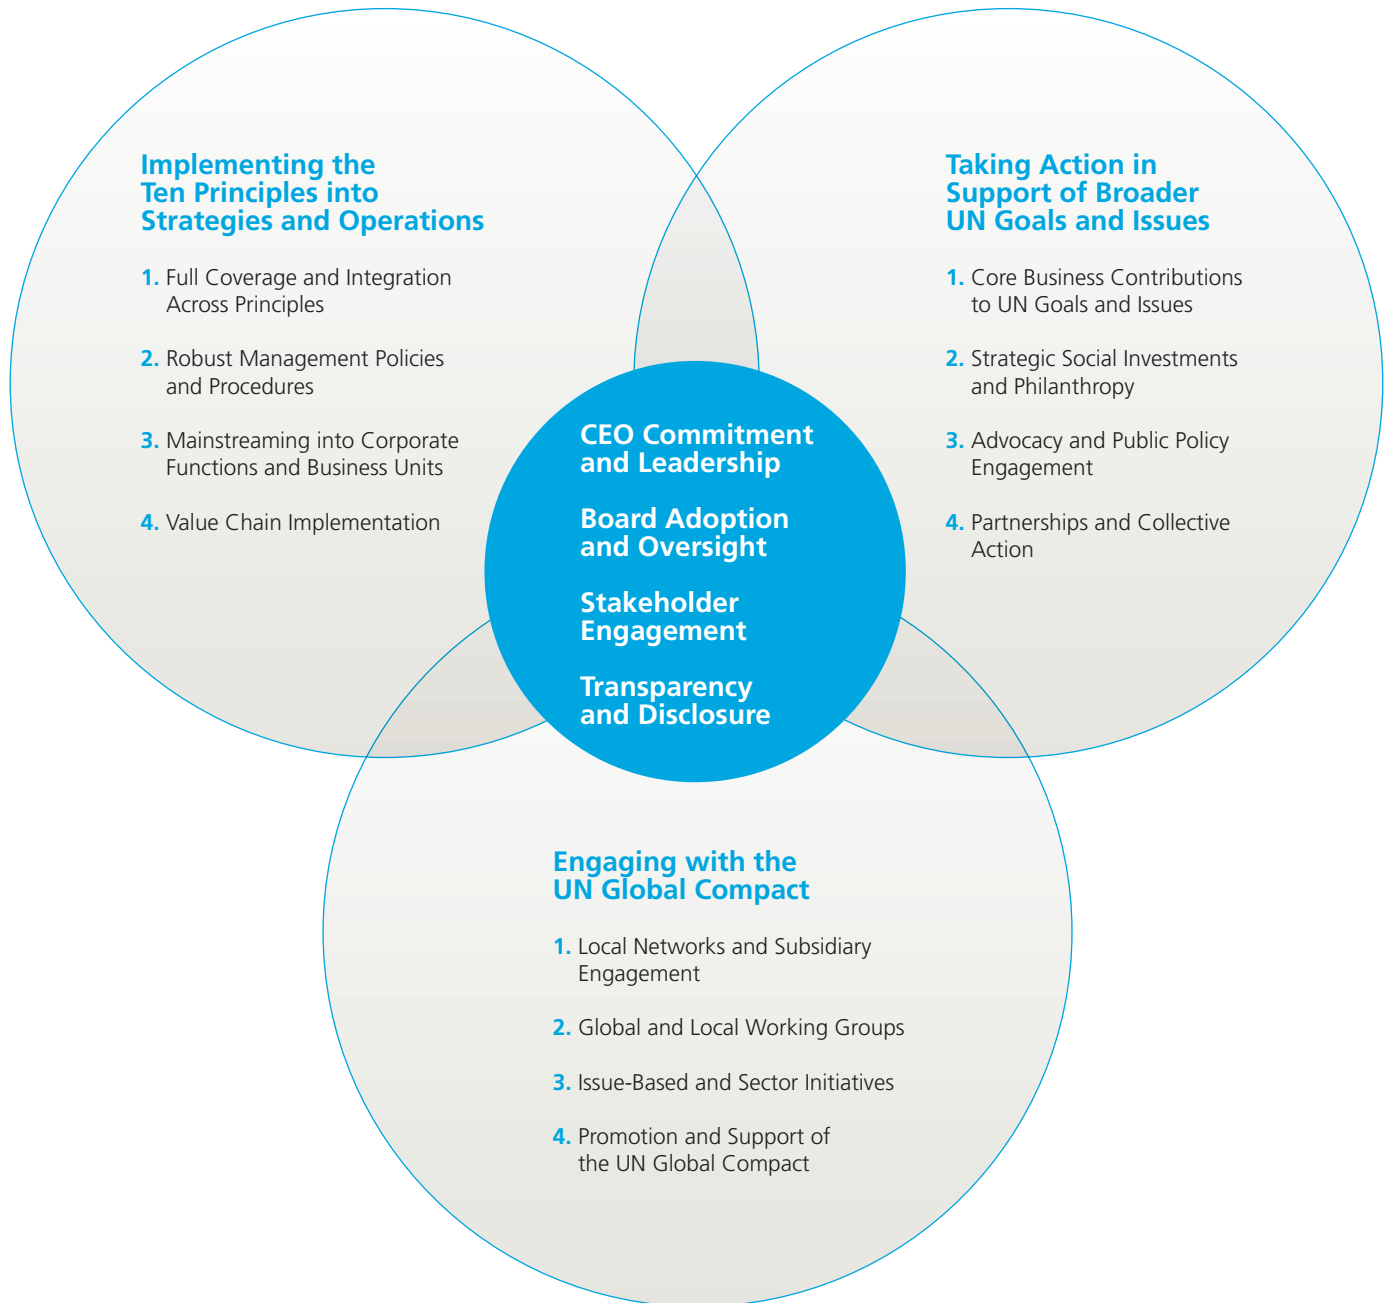 Implementing the
Ten Principles into
Strategies and Operations
1. Full Coverage and Integration
Across Principles
2. Robust Management Policies
and Procedures
3. Mainstreaming into Corporate
Functions and Business Units
4. Value Chain Implementation
Taking Action in
Support of Broader
UN Goals and Issues
1. Core Business Contributions
to UN Goals and Issues
2. Strategic Social Investments
and Philanthropy
3. Advocacy and Public Policy
Engagement
4. Partnerships and Collective
Action
CEO Commitment
and Leadership
Board Adoption
and Oversight
Stakeholder
Engagement
Transparency
and Disclosure
Engaging with the
UN Global Compact
1. Local Networks and Subsidiary
Engagement
2. Global and Local Working Groups
3. Issue-Based and Sector Initiatives
4. Promotion and Support of
the UN Global Compact